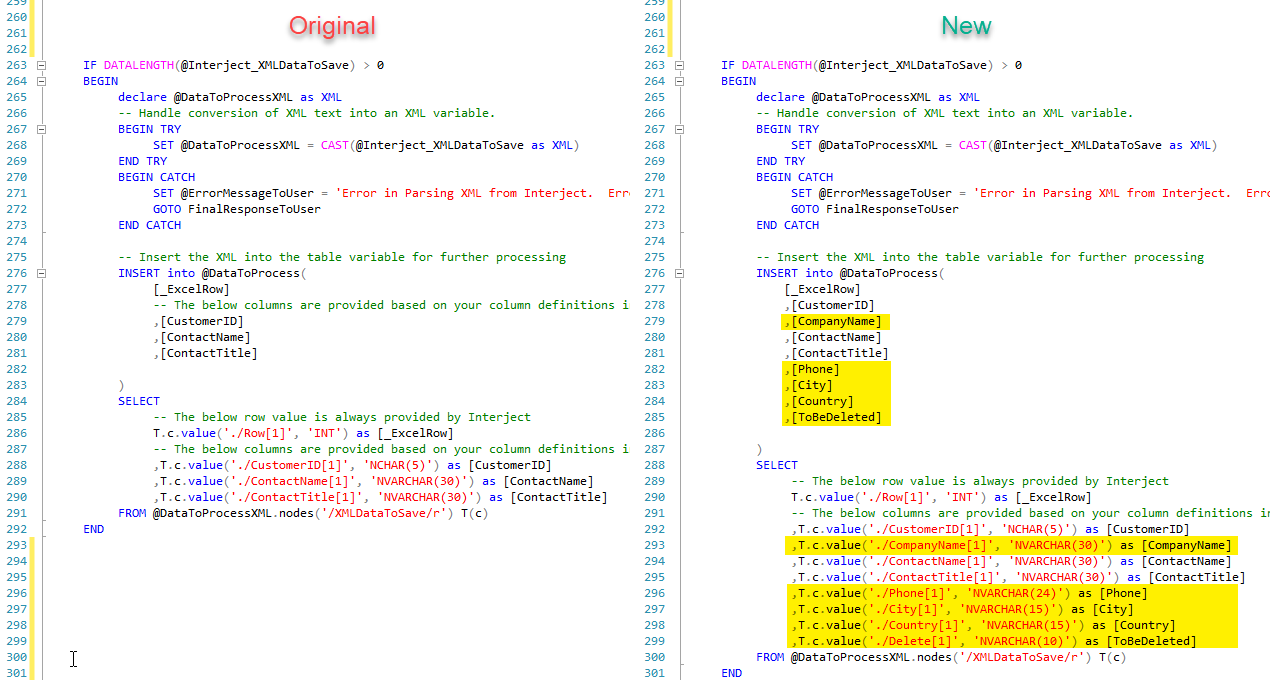 Original
259
260
261
262
263 IF DATALENGTH(@Interject_XMLDataToSave) > 0
264 BEGIN
265 declare @DataToProcessXML as XML
266 -- Handle conversion of XML text into an XML variable.
267 BEGIN TRY
268 SET @DataToProcessXML = CAST(@Interject_XMLDataToSave as XML)
269 END TRY
270 BEGIN CATCH
271 SET @ErrorMessageToUser = 'Error in Parsing XML from Interject.  Erro
272 GOTO FinalResponseToUser
273 END CATCH
274
275 -- Insert the XML into the table variable for further processing
276 INSERT into @DataToProcess(
277 [_ExcelRow]
278 -- The below columns are provided based on your column definitions i
279 ,[CustomerID]
280 ,[ContactName]
281 ,[ContactTitle]
282
283 )
284 SELECT
285 -- The below row value is always provided by Interject
286 T.c.value('./Row[1]', 'INT') as [_ExcelRow]
287 -- The below columns are provided based on your column definitions i
288 ,T.c.value('./CustomerID[1]', 'NCHAR(5)') as [CustomerID]
289 ,T.c.value('./ContactName[1]', 'NVARCHAR(30)') as [ContactName]
290 ,T.c.value('./ContactTitle[1]', 'NVARCHAR(30)') as [ContactTitle]
291 FROM @DataToProcessXML.nodes('/XMLDataToSave/r') T(c)
292 END
293
294
295
296
297
298
299
300
301
New
259
260
261
262
263 IF DATALENGTH(@Interject_XMLDataToSave) > 0
264 BEGIN
265 declare @DataToProcessXML as XML
266 -- Handle conversion of XML text into an XML variable.
267 BEGIN TRY
268 SET @DataToProcessXML = CAST(@Interject_XMLDataToSave as XML)
269 END TRY
270 BEGIN CATCH
271 SET @ErrorMessageToUser = 'Error in Parsing XML from Interject.  Erro
272 GOTO FinalResponseToUser
273 END CATCH
274
275 -- Insert the XML into the table variable for further processing
276 INSERT into @DataToProcess(
277 [_ExcelRow]
278 ,[CustomerID]
279 ,[CompanyName]
280 ,[ContactName]
281 ,[ContactTitle]
282 ,[Phone]
283 ,[City]
284 ,[Country]
285 ,[ToBeDeleted]
286
287 )
288 SELECT
289 -- The below row value is always provided by Interject
290 T.c.value('./Row[1]', 'INT') as [_ExcelRow]
291 -- The below columns are provided based on your column definitions in
292 ,T.c.value('./CustomerID[1]', 'NCHAR(5)') as [CustomerID]
293 ,T.c.value('./CompanyName[1]', 'NVARCHAR(30)') as [CompanyName]
294 ,T.c.value('./ContactName[1]', 'NVARCHAR(30)') as [ContactName]
295 ,T.c.value('./ContactTitle[1]', 'NVARCHAR(30)') as [ContactTitle]
296 ,T.c.value('./Phone[1]', 'NVARCHAR(24)') as [Phone]
297 ,T.c.value('./City[1]', 'NVARCHAR(15)') as [City]
298 ,T.c.value('./Country[1]', 'NVARCHAR(15)') as [Country]
299 ,T.c.value('./Delete[1]', 'NVARCHAR(10)') as [ToBeDeleted]
300 FROM @DataToProcessXML.nodes('/XMLDataToSave/r') T(c)
301 END